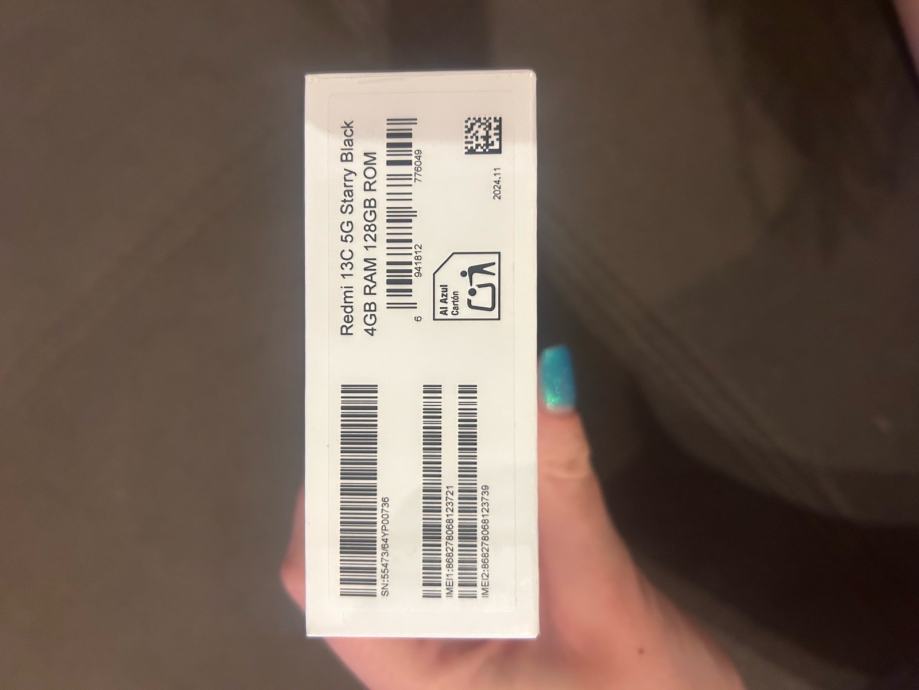 Redmi 13C 5G Starry Black
4GB RAM 128GB ROM
6 941812 776049
Al Azul
Cartón
2024.11
SN:55473/64YP00736
IMEI1:868278068123721
IMEI2:868278068123739